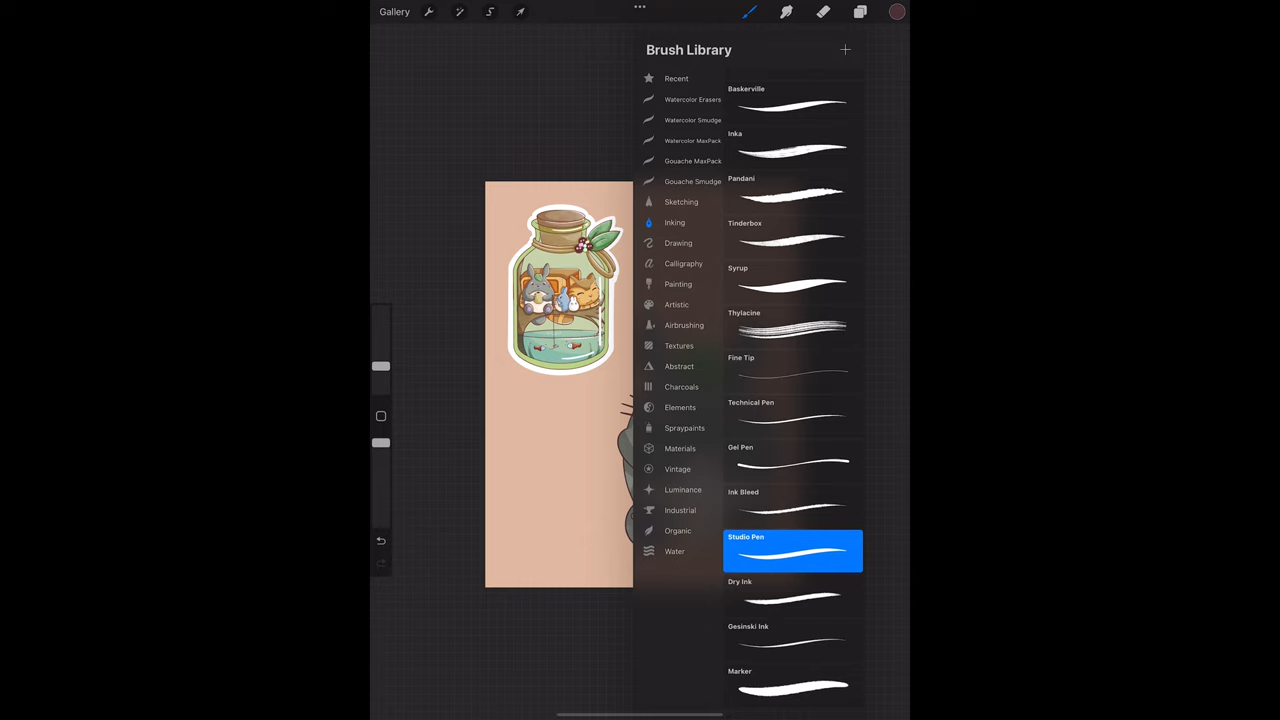 Gallery
Brush Library
Recent
Watercolor Erasers
Watercolor Smudge
Watercolor MaxPack
Gouache MaxPack
Gouache Smudge
Sketching
Inking
Drawing
Calligraphy
Painting
Artistic
Airbrushing
Textures
Abstract
Charcoals
Elements
Spraypaints
Materials
Vintage
Luminance
Industrial
Organic
Water
Baskerville
Inka
Pandani
Tinderbox
Syrup
Thylacine
Fine Tip
Technical Pen
Gel Pen
Ink Bleed
Studio Pen
Dry Ink
Gesinski Ink
Marker